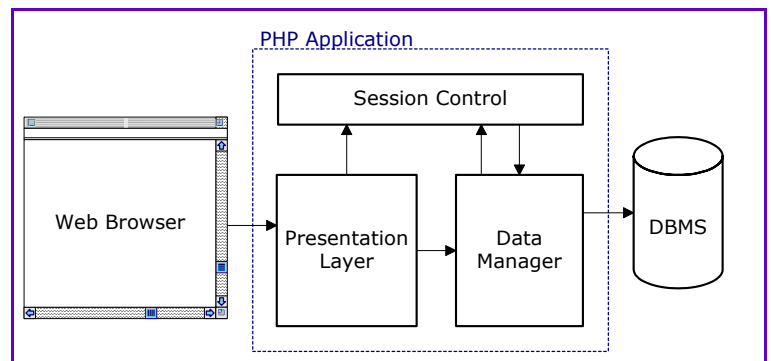 PHP Application
Session Control
Web Browser
Presentation
Layer
Data
Manager
DBMS